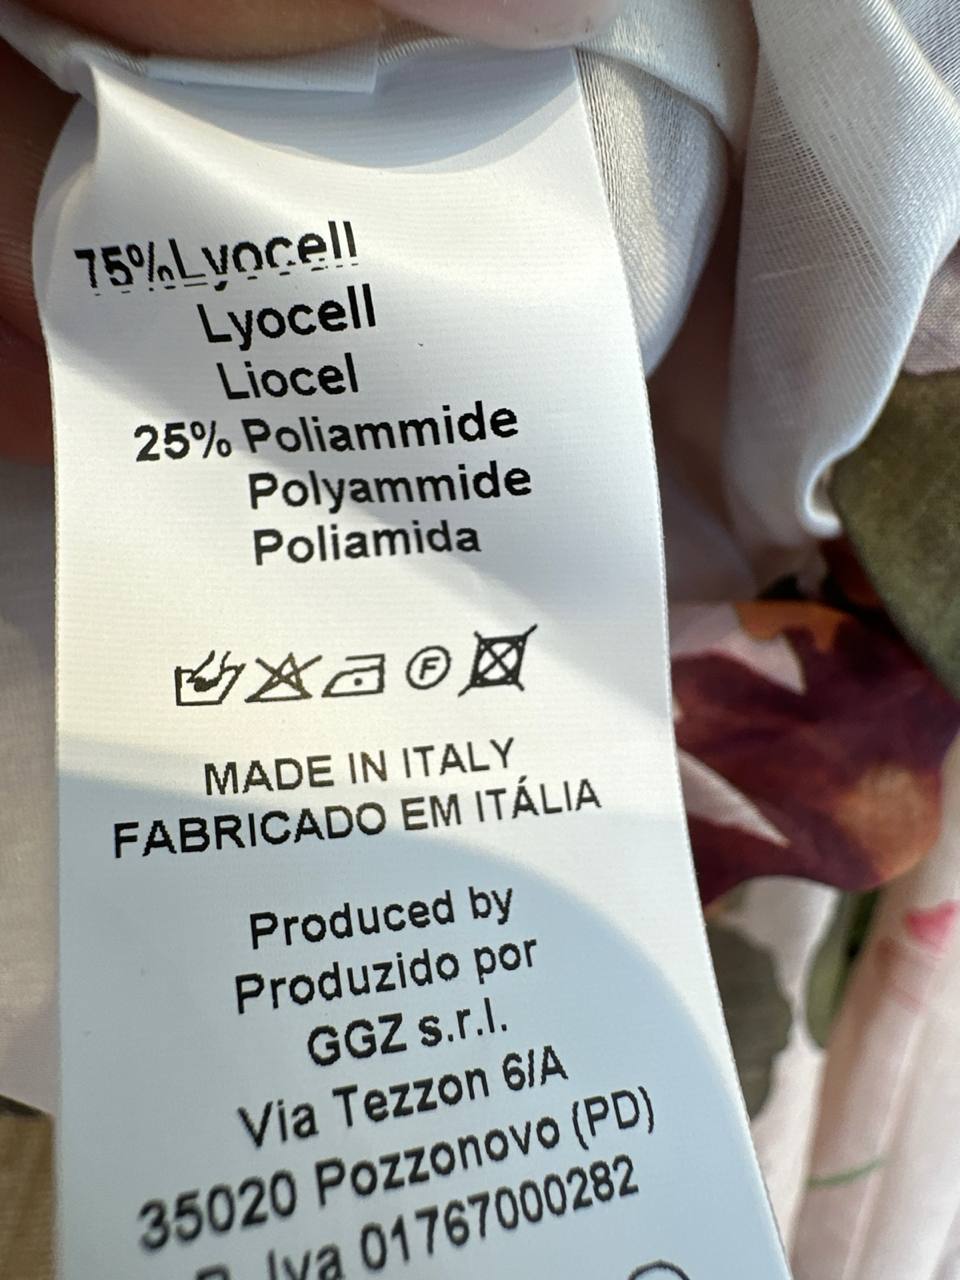 75%Lyocell
Lyocell
Liocel
25% Poliammide
Polyammide
Poliamida
F
MADE IN ITALY
FABRICADO EM ITÁLIA
Produced by
Produzido por
GGZ s.r.l.
Via Tezzon 6/A
35020 Pozzonovo (PD)
P. Iva 01767000282